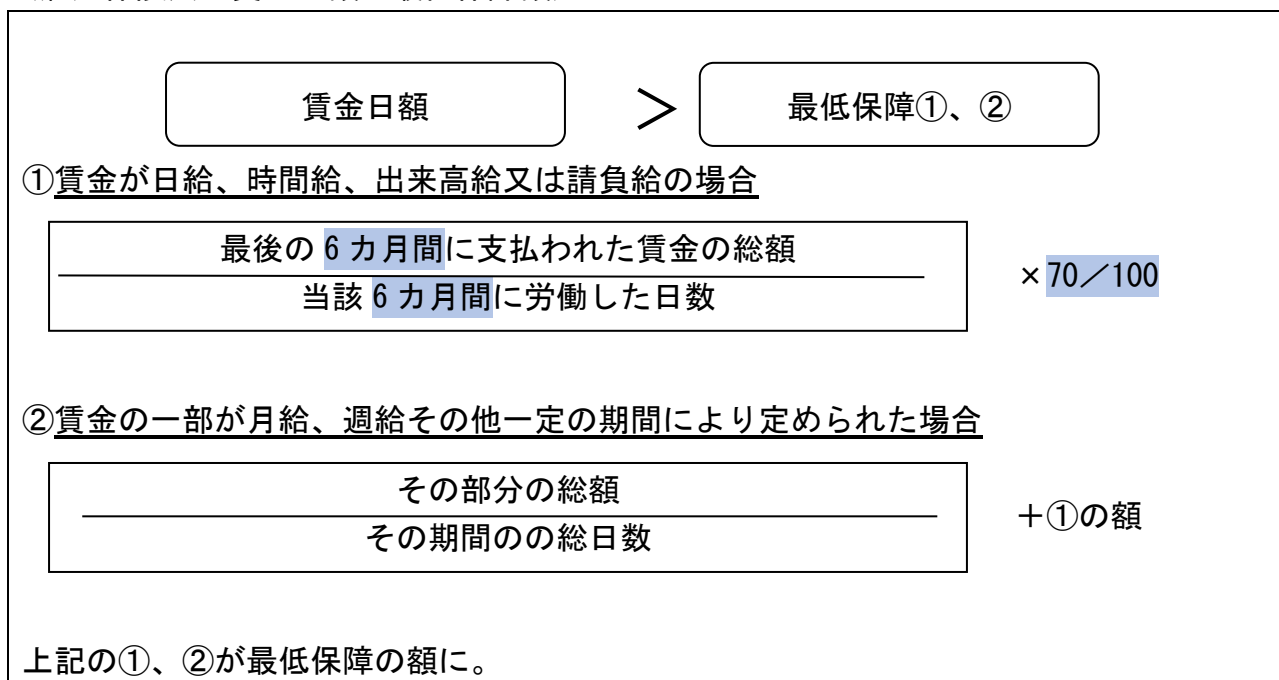 賃金日額 > 最低保障①、②
①賃金が日給、時間給、出来高給又は請負給の場合
最後の 6 カ月間に支払われた賃金の総額
×70/100
当該 6 カ月間に労働した日数
②賃金の一部が月給、週給その他一定の期間により定められた場合
その部分の総額
+①の額
その期間のの総日数
上記の①、②が最低保障の額に。